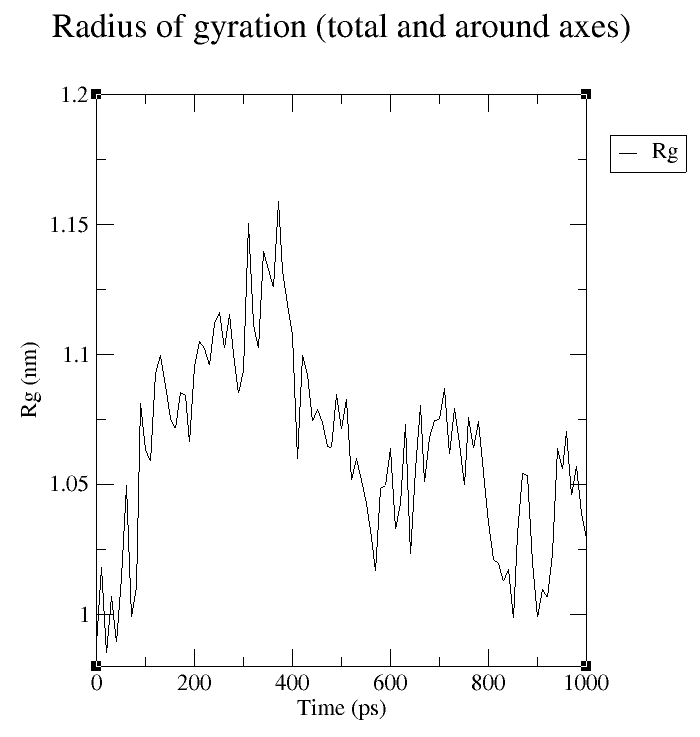 Radius of gyration (total and around axes)
1.2
Rg
1.15
1.1
Rg (nm)
1.05
1
0 200 400 600 800 1000
Time (ps)